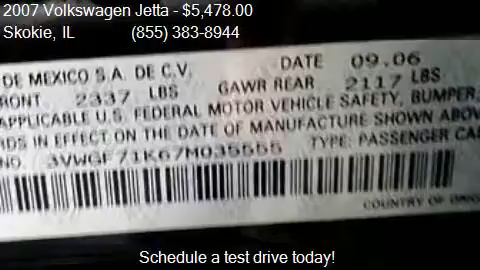 2007 Volkswagen Jetta - $5,478.00
Skokie, IL (855) 383-8944
DE MEXICO S.A. DE C.V. DATE 09.06
RONT 2337 LBS GAWR REAR 2117 LBS
APPLICABLE U.S. FEDERAL MOTOR VEHICLE SAFETY, BUMPER,
RDS IN EFFECT ON THE DATE OF MANUFACTURE SHOWN ABOV
NO. 3VWGF71K67M035555 TYPE: PASSENGER CA
COUNTRY OF ORIG
Schedule a test drive today!